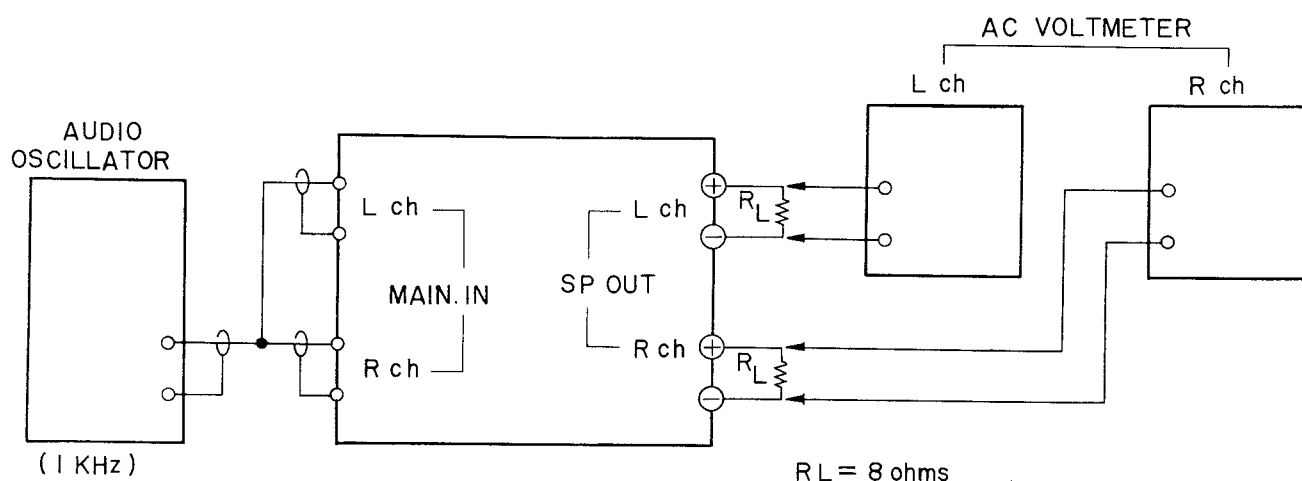 AC VOLTMETER
L ch
R ch
AUDIO
OSCILLATOR
L ch
MAIN. IN
R ch
L ch
SP OUT
R ch
+
RL
−
+
RL
−
(1 KHz)
RL = 8 ohms